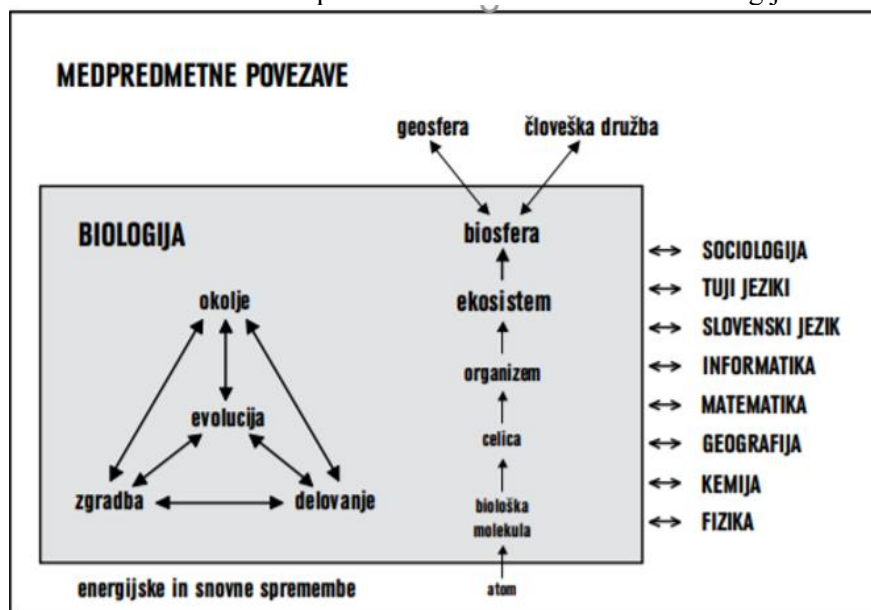 MEDPREDMETNE POVEZAVE
geosfera
človeška družba
BIOLOGIJA
okolje
evolucija
zgradba
delovanje
biosfera
ekosistem
organizem
celica
biološka
molekula
atom
energijske in snovne spremembe
SOCIOLOGIJA
TUJI JEZIKI
SLOVENSKI JEZIK
INFORMATIKA
MATEMATIKA
GEOGRAFIJA
KEMIJA
FIZIKA